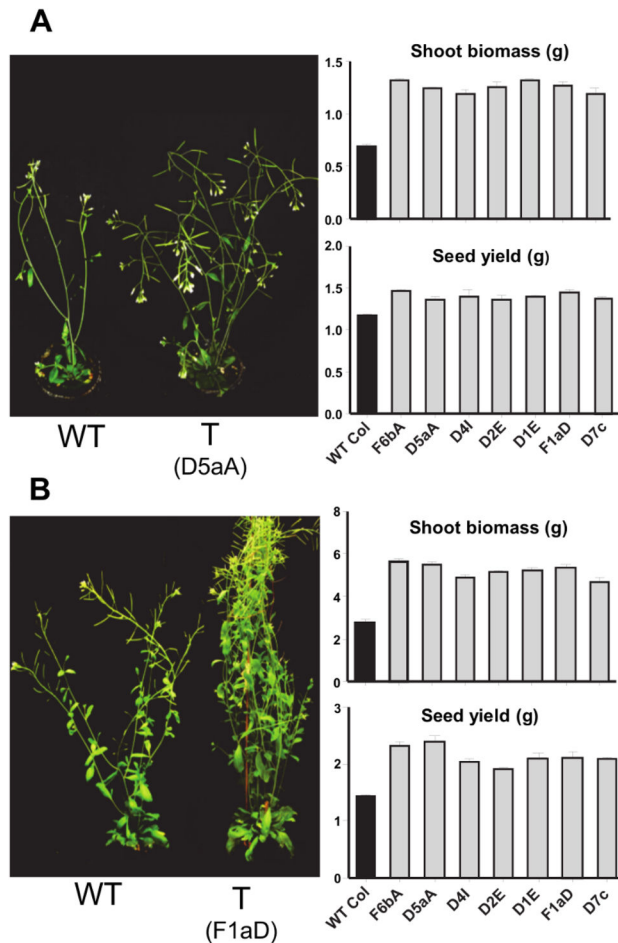 A
Shoot biomass (g)
1.5
1.0
0.5
0.0
Seed yield (g)
2.0
1.5
1.0
0.5
0.0
WT Col
F6bA
D5aA
D4I
D2E
D1E
F1aD
D7c
WT
T
(D5aA)
B
Shoot biomass (g)
8
6
4
2
0
Seed yield (g)
3
2
1
0
WT Col
F6bA
D5aA
D4I
D2E
D1E
F1aD
D7c
WT
T
(F1aD)